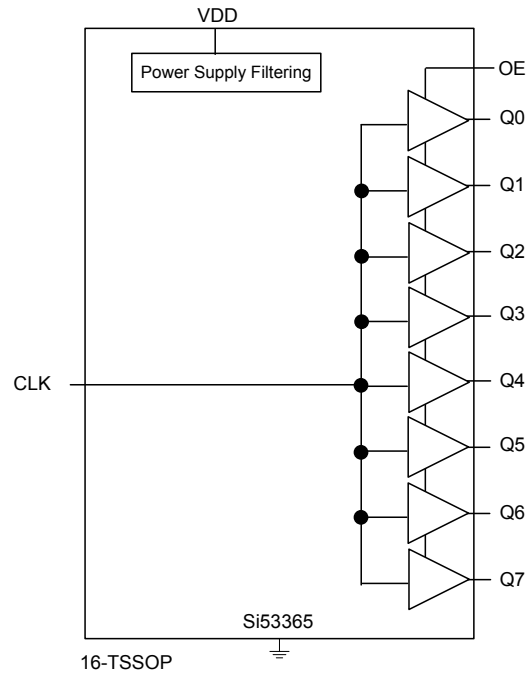 VDD
Power Supply Filtering
OE
Q0
Q1
Q2
Q3
CLK
Q4
Q5
Q6
Q7
Si53365
16-TSSOP